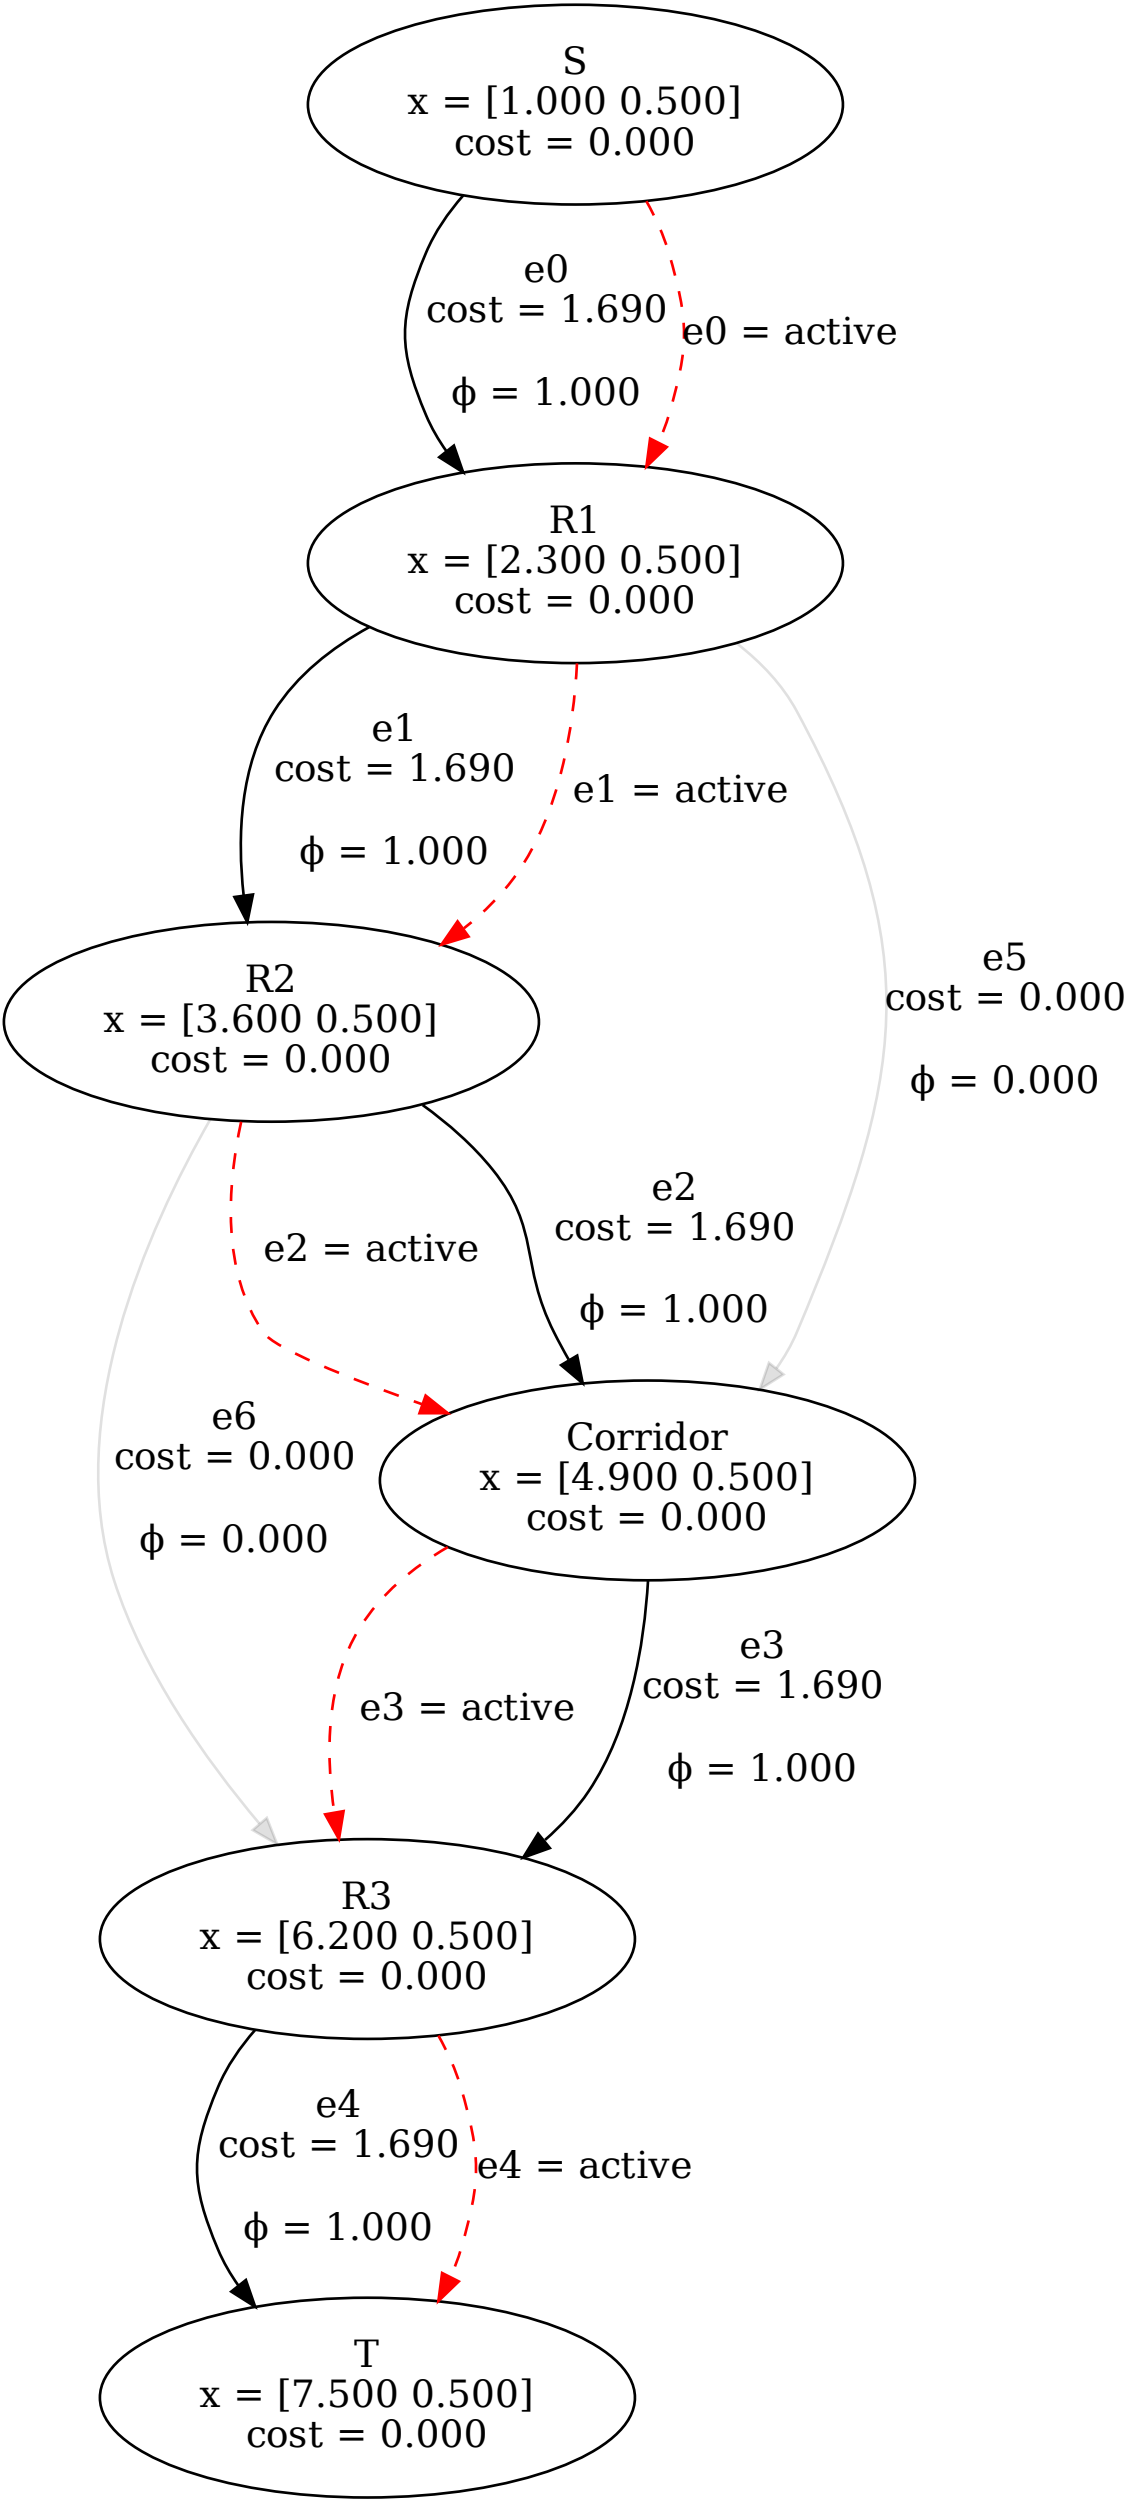 S
x = [1.000 0.500]
cost = 0.000
e0
cost = 1.690
ϕ = 1.000
e0 = active
R1
x = [2.300 0.500]
cost = 0.000
e1
cost = 1.690
ϕ = 1.000
e1 = active
e5
cost = 0.000
ϕ = 0.000
R2
x = [3.600 0.500]
cost = 0.000
e2 = active
e2
cost = 1.690
ϕ = 1.000
e6
cost = 0.000
ϕ = 0.000
Corridor
x = [4.900 0.500]
cost = 0.000
e3 = active
e3
cost = 1.690
ϕ = 1.000
R3
x = [6.200 0.500]
cost = 0.000
e4
cost = 1.690
ϕ = 1.000
e4 = active
T
x = [7.500 0.500]
cost = 0.000